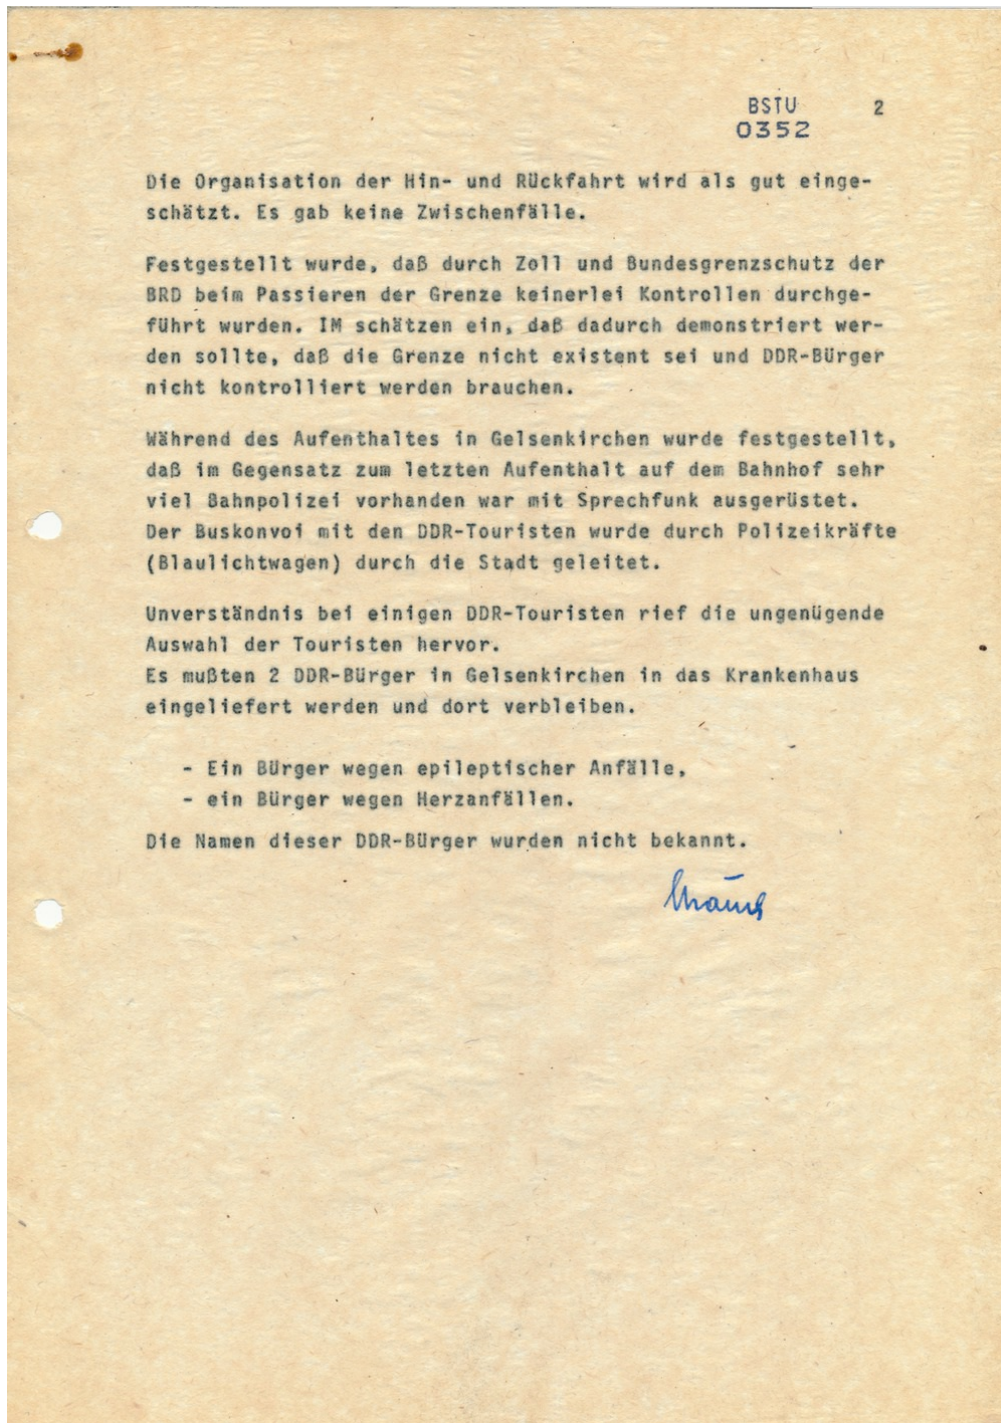 BSTU 2
0352
Die Organisation der Hin- und Rückfahrt wird als gut einge-
schätzt. Es gab keine Zwischenfälle.
Festgestellt wurde, daß durch Zoll und Bundesgrenzschutz der
BRD beim Passieren der Grenze keinerlei Kontrollen durchge-
führt wurden. IM schätzen ein, daß dadurch demonstriert wer-
den sollte, daß die Grenze nicht existent sei und DDR-Bürger
nicht kontrolliert werden brauchen.
Während des Aufenthaltes in Gelsenkirchen wurde festgestellt,
daß im Gegensatz zum letzten Aufenthalt auf dem Bahnhof sehr
viel Bahnpolizei vorhanden war mit Sprechfunk ausgerüstet.
Der Buskonvoi mit den DDR-Touristen wurde durch Polizeikräfte
(Blaulichtwagen) durch die Stadt geleitet.
Unverständnis bei einigen DDR-Touristen rief die ungenügende
Auswahl der Touristen hervor.
Es mußten 2 DDR-Bürger in Gelsenkirchen in das Krankenhaus
eingeliefert werden und dort verbleiben.
- Ein Bürger wegen epileptischer Anfälle,
- ein Bürger wegen Herzanfällen.
Die Namen dieser DDR-Bürger wurden nicht bekannt.